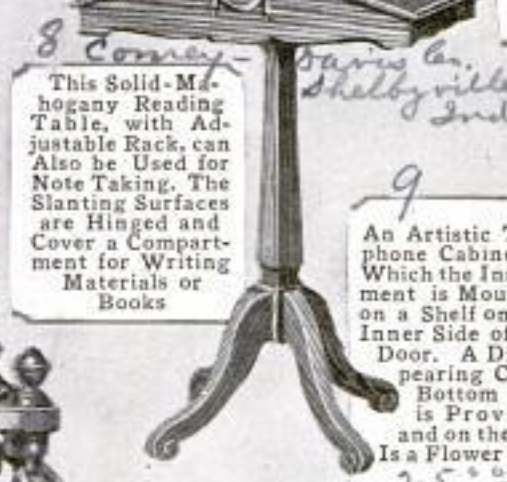 8 Comey-Davis Co.
Shelbyville
Ind
This Solid-Ma-
hogany Reading
Table, with Ad-
justable Rack, can
Also be Used for
Note Taking. The
Slanting Surfaces
are Hinged and
Cover a Compart-
ment for Writing
Materials or
Books
9
An Artistic
phone Cabin
Which the In
ment is Mou
on a Shelf on
Inner Side of
Door. A D
pearing C
Bottom
is Prov
and on the
Is a Flower